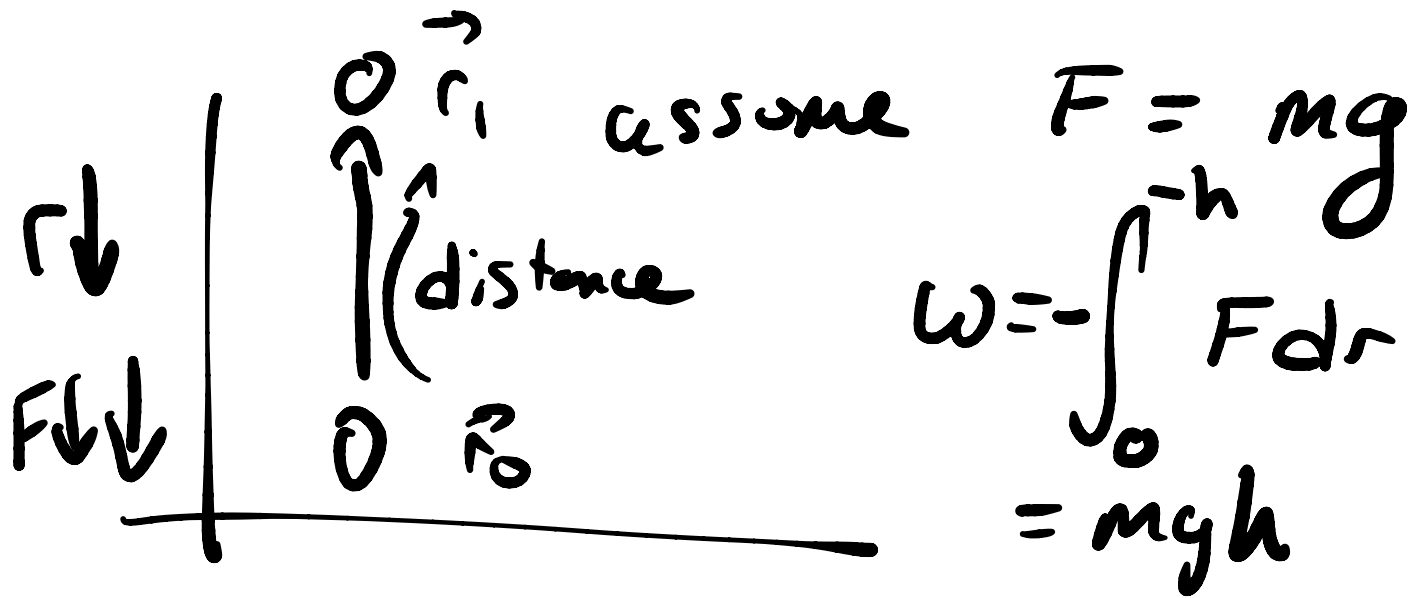 r⃗₁ assume F = mg
r↓
distance
W = -∫₀⁻ʰ F dr
F↓↓
r⃗₀
= mgh